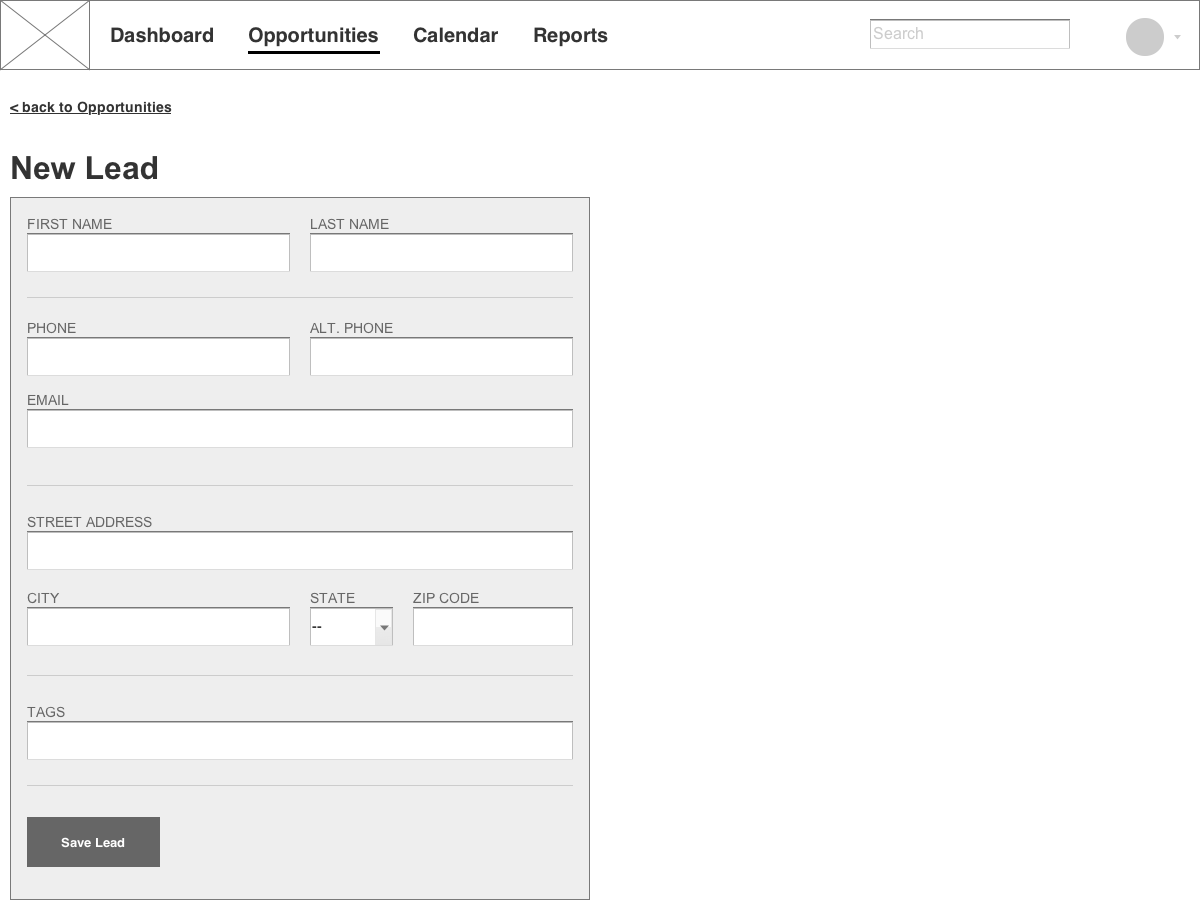 Dashboard Opportunities Calendar Reports Search
< back to Opportunities
New Lead
FIRST NAME LAST NAME
PHONE ALT. PHONE
EMAIL
STREET ADDRESS
CITY STATE ZIP CODE
--
TAGS
Save Lead